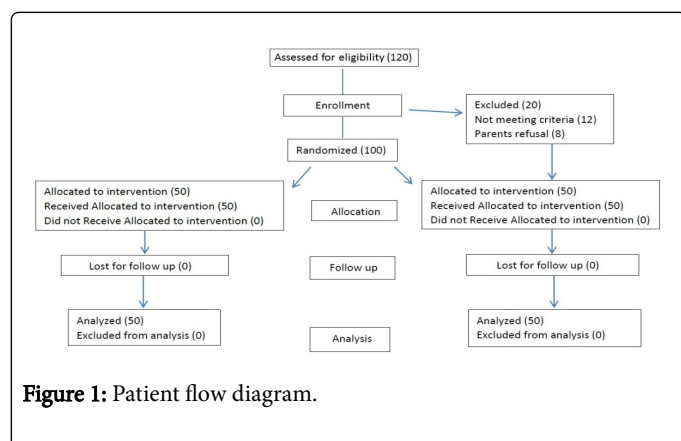 Assessed for eligibility (120)
Enrollment
Excluded (20)
Not meeting criteria (12)
Parents refusal (8)
Randomized (100)
Allocated to intervention (50)
Received Allocated to intervention (50)
Did not Receive Allocated to intervention (0)
Allocation
Allocated to intervention (50)
Received Allocated to intervention (50)
Did not Receive Allocated to intervention (0)
Lost for follow up (0)
Follow up
Lost for follow up (0)
Analyzed (50)
Excluded from analysis (0)
Analysis
Analyzed (50)
Excluded from analysis (0)
Figure 1: Patient flow diagram.